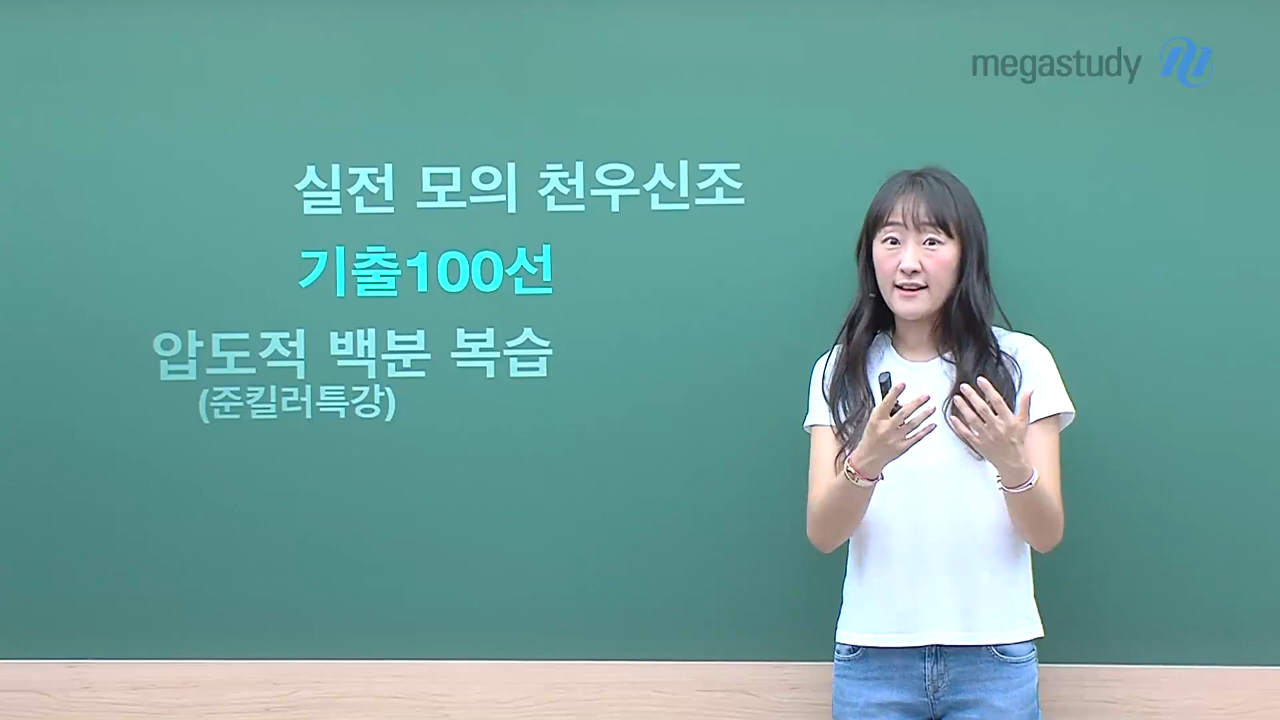 megastudy
실전 모의 천우신조
기출100선
압도적 백분 복습
(준킬러특강)